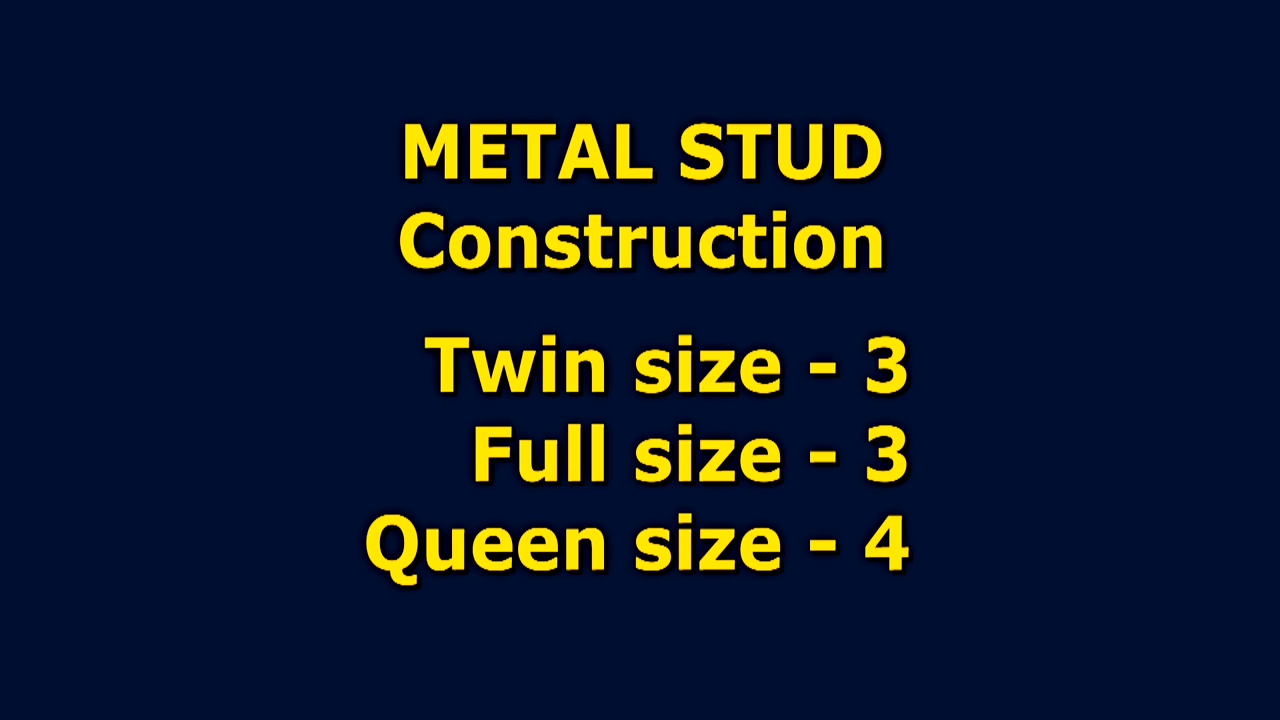 METAL STUD
Construction
Twin size - 3
Full size - 3
Queen size - 4